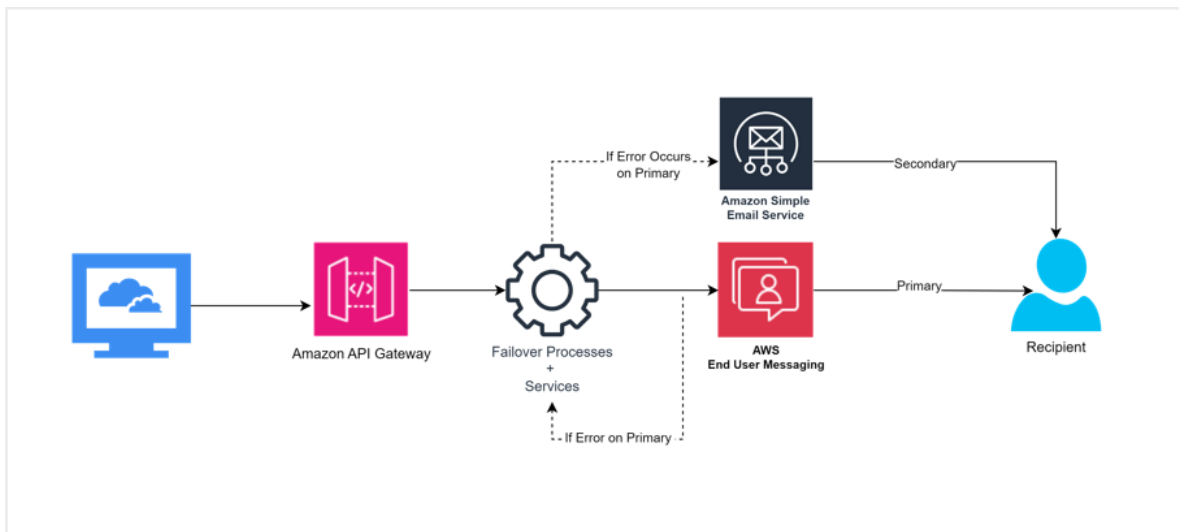 If Error Occurs
on Primary
Amazon Simple
Email Service
Secondary
Amazon API Gateway
</>
Failover Processes
+
Services
If Error on Primary
AWS
End User Messaging
Primary
Recipient